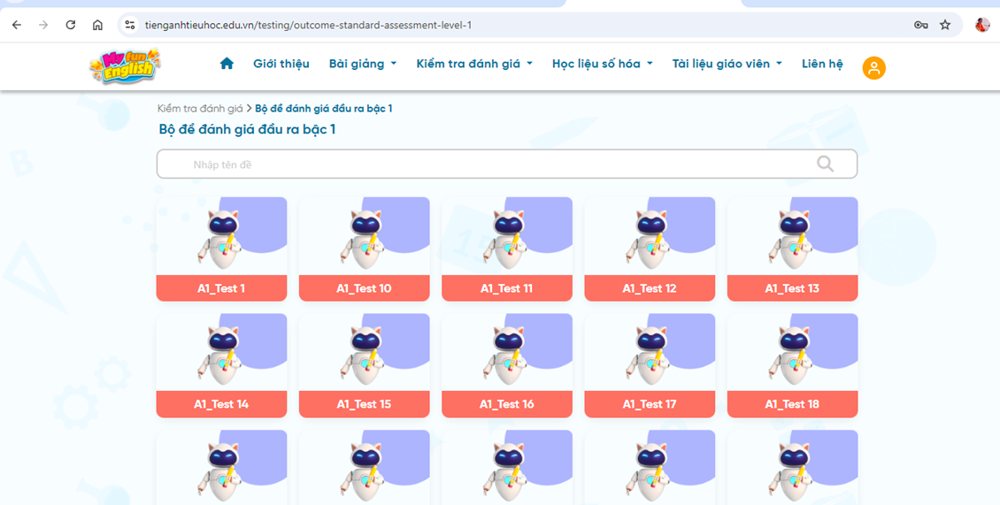 tienganhtieuhoc.edu.vn/testing/outcome-standard-assessment-level-1
My fun English
Giới thiệu Bài giảng Kiểm tra đánh giá Học liệu số hóa Tài liệu giáo viên Liên hệ
Kiểm tra đánh giá > Bộ đề đánh giá đầu ra bậc 1
Bộ đề đánh giá đầu ra bậc 1
Nhập tên đề
A1_Test 1 A1_Test 10 A1_Test 11 A1_Test 12 A1_Test 13
A1_Test 14 A1_Test 15 A1_Test 16 A1_Test 17 A1_Test 18